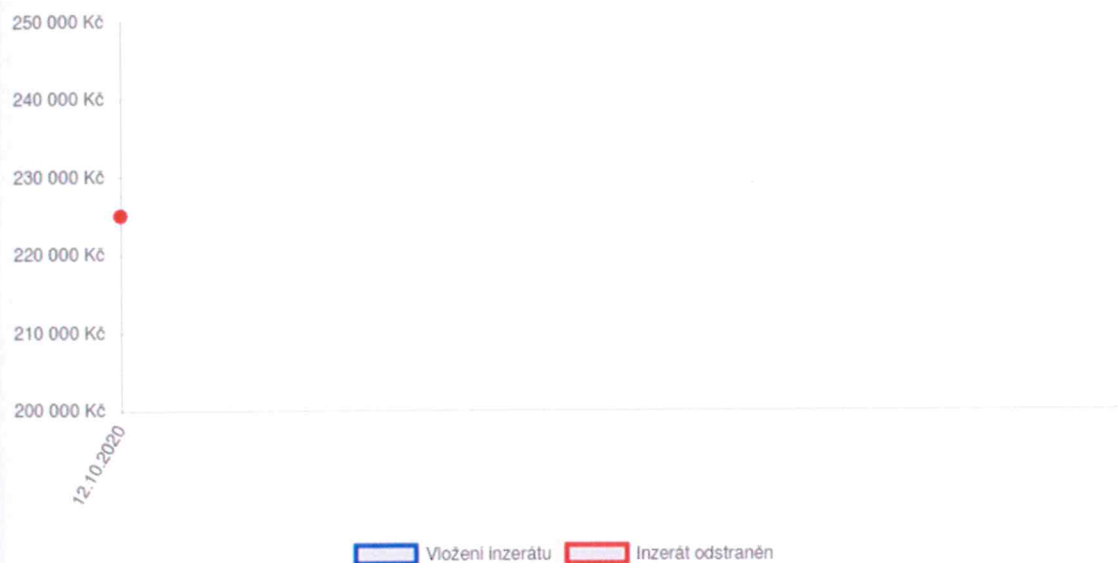 250 000 Kč
240 000 Kč
230 000 Kč
220 000 Kč
210 000 Kč
200 000 Kč
12.10.2020
Vložení inzerátu
Inzerát odstraněn